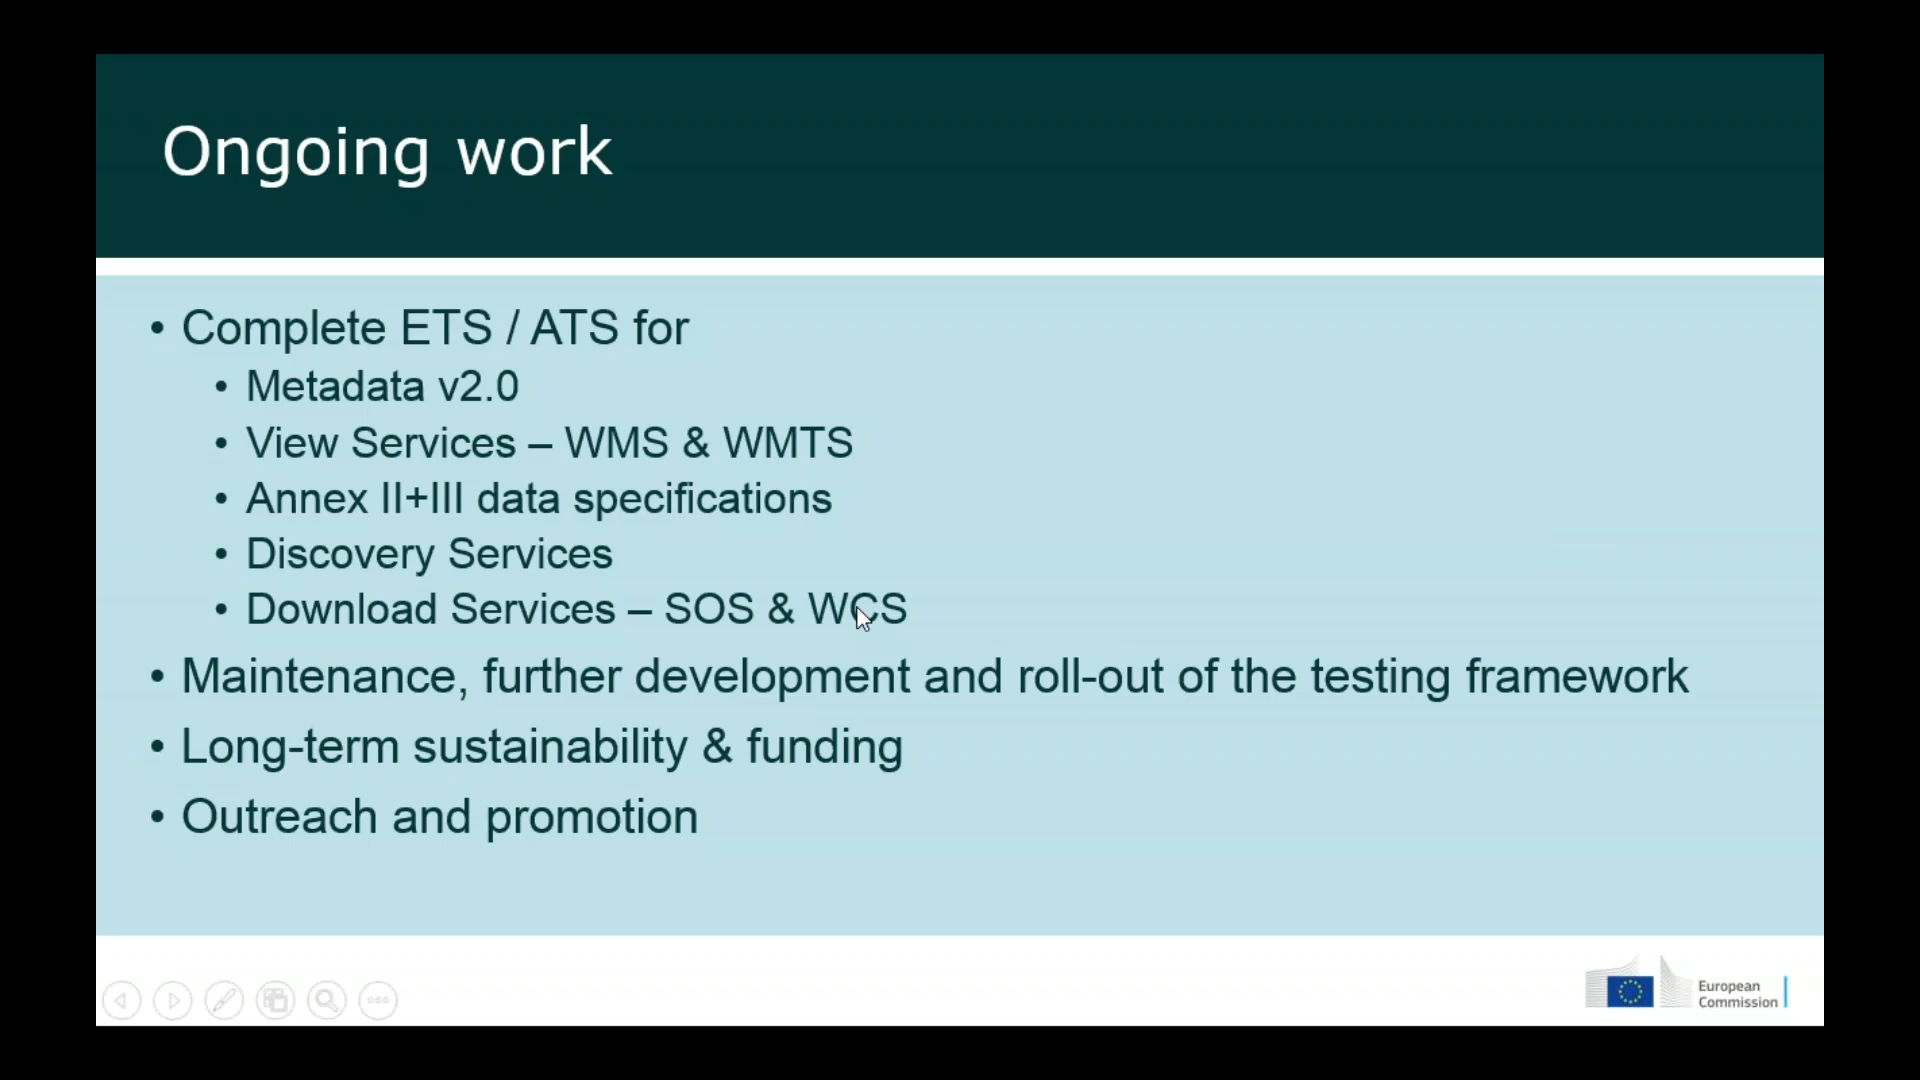 Ongoing work
• Complete ETS / ATS for
• Metadata v2.0
• View Services – WMS & WMTS
• Annex II+III data specifications
• Discovery Services
• Download Services – SOS & WCS
• Maintenance, further development and roll-out of the testing framework
• Long-term sustainability & funding
• Outreach and promotion
European
Commission